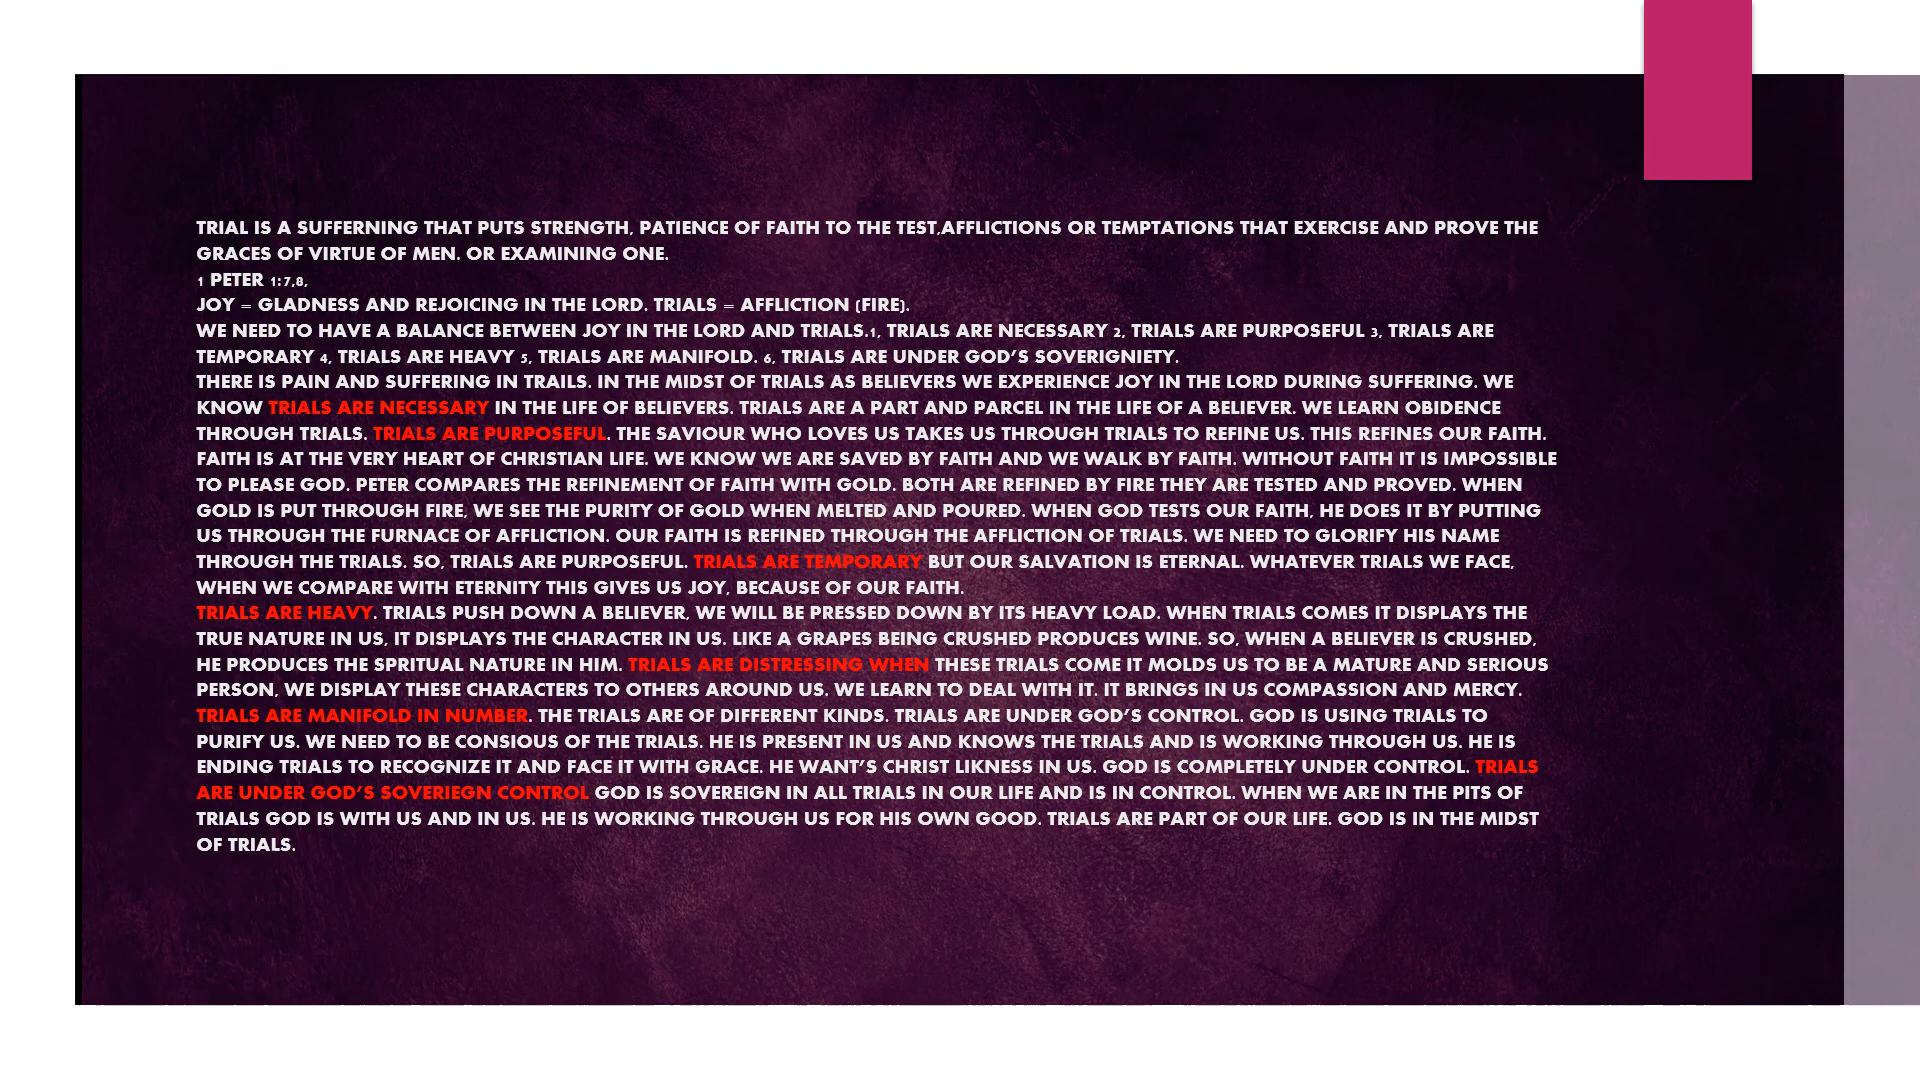 TRIAL IS A SUFFERNING THAT PUTS STRENGTH, PATIENCE OF FAITH TO THE TEST,AFFLICTIONS OR TEMPTATIONS THAT EXERCISE AND PROVE THE
GRACES OF VIRTUE OF MEN. OR EXAMINING ONE.
1 PETER 1:7,8,
JOY = GLADNESS AND REJOICING IN THE LORD. TRIALS = AFFLICTION (FIRE).
WE NEED TO HAVE A BALANCE BETWEEN JOY IN THE LORD AND TRIALS.1, TRIALS ARE NECESSARY 2, TRIALS ARE PURPOSEFUL 3, TRIALS ARE
TEMPORARY 4, TRIALS ARE HEAVY 5, TRIALS ARE MANIFOLD. 6, TRIALS ARE UNDER GOD'S SOVERIGNIETY.
THERE IS PAIN AND SUFFERING IN TRAILS. IN THE MIDST OF TRIALS AS BELIEVERS WE EXPERIENCE JOY IN THE LORD DURING SUFFERING. WE
KNOW TRIALS ARE NECESSARY IN THE LIFE OF BELIEVERS. TRIALS ARE A PART AND PARCEL IN THE LIFE OF A BELIEVER. WE LEARN OBIDENCE
THROUGH TRIALS. TRIALS ARE PURPOSEFUL. THE SAVIOUR WHO LOVES US TAKES US THROUGH TRIALS TO REFINE US. THIS REFINES OUR FAITH.
FAITH IS AT THE VERY HEART OF CHRISTIAN LIFE. WE KNOW WE ARE SAVED BY FAITH AND WE WALK BY FAITH. WITHOUT FAITH IT IS IMPOSSIBLE
TO PLEASE GOD. PETER COMPARES THE REFINEMENT OF FAITH WITH GOLD. BOTH ARE REFINED BY FIRE THEY ARE TESTED AND PROVED. WHEN
GOLD IS PUT THROUGH FIRE, WE SEE THE PURITY OF GOLD WHEN MELTED AND POURED. WHEN GOD TESTS OUR FAITH, HE DOES IT BY PUTTING
US THROUGH THE FURNACE OF AFFLICTION. OUR FAITH IS REFINED THROUGH THE AFFLICTION OF TRIALS. WE NEED TO GLORIFY HIS NAME
THROUGH THE TRIALS. SO, TRIALS ARE PURPOSEFUL. TRIALS ARE TEMPORARY BUT OUR SALVATION IS ETERNAL. WHATEVER TRIALS WE FACE,
WHEN WE COMPARE WITH ETERNITY THIS GIVES US JOY, BECAUSE OF OUR FAITH.
TRIALS ARE HEAVY. TRIALS PUSH DOWN A BELIEVER, WE WILL BE PRESSED DOWN BY ITS HEAVY LOAD. WHEN TRIALS COMES IT DISPLAYS THE
TRUE NATURE IN US, IT DISPLAYS THE CHARACTER IN US. LIKE A GRAPES BEING CRUSHED PRODUCES WINE. SO, WHEN A BELIEVER IS CRUSHED,
HE PRODUCES THE SPRITUAL NATURE IN HIM. TRIALS ARE DISTRESSING WHEN THESE TRIALS COME IT MOLDS US TO BE A MATURE AND SERIOUS
PERSON, WE DISPLAY THESE CHARACTERS TO OTHERS AROUND US. WE LEARN TO DEAL WITH IT. IT BRINGS IN US COMPASSION AND MERCY.
TRIALS ARE MANIFOLD IN NUMBER. THE TRIALS ARE OF DIFFERENT KINDS. TRIALS ARE UNDER GOD'S CONTROL. GOD IS USING TRIALS TO
PURIFY US. WE NEED TO BE CONSIOUS OF THE TRIALS. HE IS PRESENT IN US AND KNOWS THE TRIALS AND IS WORKING THROUGH US. HE IS
ENDING TRIALS TO RECOGNIZE IT AND FACE IT WITH GRACE. HE WANT'S CHRIST LIKNESS IN US. GOD IS COMPLETELY UNDER CONTROL. TRIALS
ARE UNDER GOD'S SOVERIEGN CONTROL GOD IS SOVEREIGN IN ALL TRIALS IN OUR LIFE AND IS IN CONTROL. WHEN WE ARE IN THE PITS OF
TRIALS GOD IS WITH US AND IN US. HE IS WORKING THROUGH US FOR HIS OWN GOOD. TRIALS ARE PART OF OUR LIFE. GOD IS IN THE MIDST
OF TRIALS.